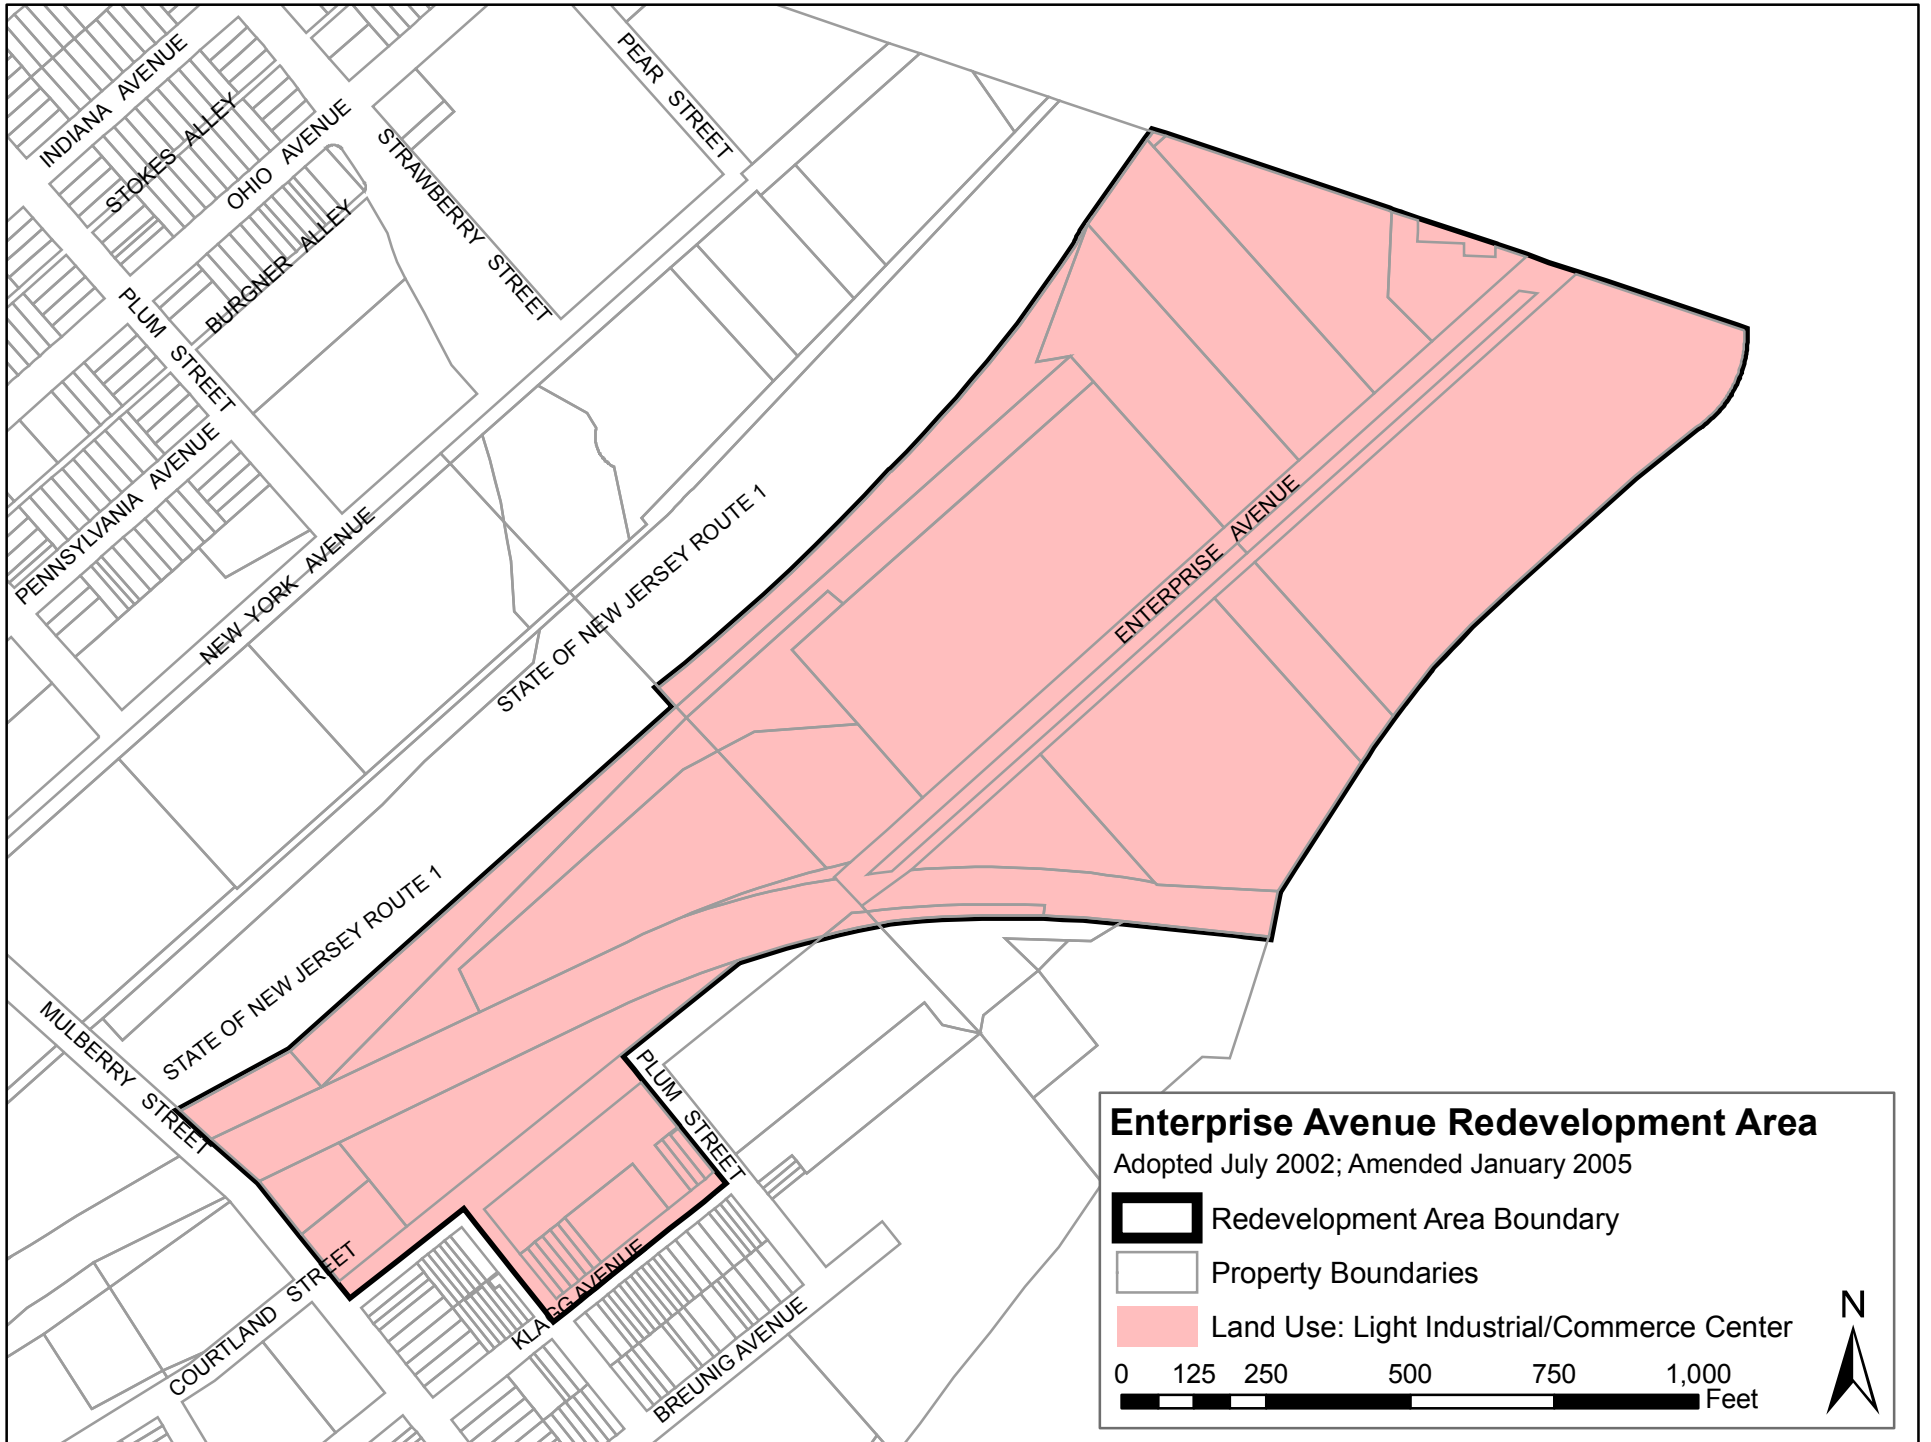 INDIANA AVENUE
STOKES ALLEY
OHIO AVENUE
BURGNER ALLEY
PEAR STREET
STRAWBERRY STREET
PLUM STREET
PENNSYLVANIA AVENUE
NEW YORK AVENUE
STATE OF NEW JERSEY ROUTE 1
ENTERPRISE AVENUE
STATE OF NEW JERSEY ROUTE 1
MULBERRY STREET
PLUM STREET
COURTLAND STREET
KLAGG AVENUE
BREUNIG AVENUE
Enterprise Avenue Redevelopment Area
Adopted July 2002; Amended January 2005
Redevelopment Area Boundary
Property Boundaries
Land Use: Light Industrial/Commerce Center
0 125 250 500 750 1,000
Feet
N